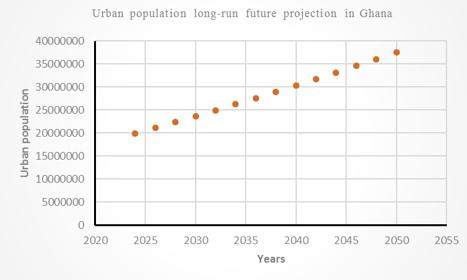 Urban population long-run future projection in Ghana
40000000
35000000
30000000
25000000
20000000
15000000
10000000
5000000
0
Urban population
2020 2025 2030 2035 2040 2045 2050 2055
Years